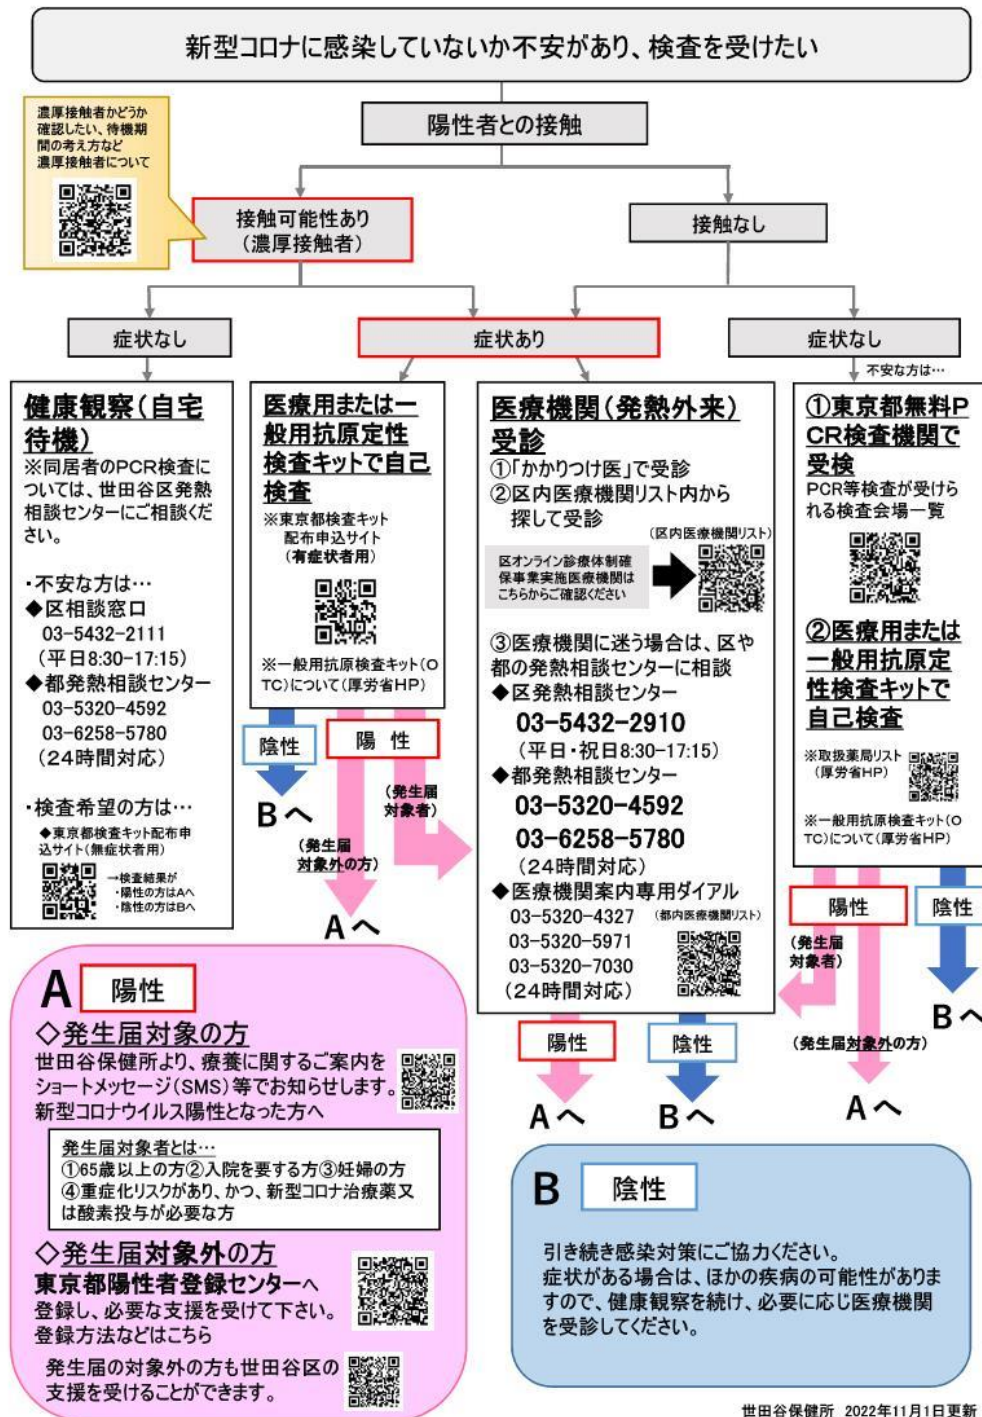 新型コロナに感染していないか不安があり、検査を受けたい
陽性者との接触
濃厚接触者かどうか
確認したい、待機期
間の考え方など
濃厚接触者について
接触可能性あり
（濃厚接触者）
接触なし
症状なし
症状あり
症状なし
不安な方は…
健康観察（自宅
待機）
※同居者のPCR検査に
ついては、世田谷区発熱
相談センターにご相談くだ
さい。
・不安な方は…
◆区相談窓口
03-5432-2111
(平日8:30-17:15)
◆都発熱相談センター
03-5320-4592
03-6258-5780
(24時間対応)
・検査希望の方は…
◆東京都検査キット配布申
込サイト(無症状者用)
→検査結果が
・陽性の方はAへ
・陰性の方はBへ
医療用または一
般用抗原定性
検査キットで自己
検査
※東京都検査キット
配布申込サイト
(有症状者用)
※一般用抗原検査キット(O
TC)について(厚労省HP)
陰性
陽 性
Bへ
(発生届
対象者)
(発生届
対象外の方)
Aへ
医療機関（発熱外来）
受診
①「かかりつけ医」で受診
②区内医療機関リスト内から
探して受診
(区内医療機関リスト)
区オンライン診療体制確
保事業実施医療機関は
こちらからご確認ください
③医療機関に迷う場合は、区や
都の発熱相談センターに相談
◆区発熱相談センター
03-5432-2910
(平日・祝日8:30-17:15)
◆都発熱相談センター
03-5320-4592
03-6258-5780
(24時間対応)
◆医療機関案内専用ダイアル
03-5320-4327 (都内医療機関リスト)
03-5320-5971
03-5320-7030
(24時間対応)
陽性
陰性
Aへ
Bへ
①東京都無料P
CR検査機関で
受検
PCR等検査が受けら
れる検査会場一覧
②医療用または
一般用抗原定
性検査キットで
自己検査
※取扱薬局リスト
(厚労省HP)
※一般用抗原検査キット(O
TC)について(厚労省HP)
陽性
陰性
(発生届
対象者)
Bへ
(発生届対象外の方)
Aへ
A 陽性
◇発生届対象の方
世田谷保健所より、療養に関するご案内を
ショートメッセージ(SMS)等でお知らせします。
新型コロナウイルス陽性となった方へ
発生届対象者とは…
①65歳以上の方②入院を要する方③妊婦の方
④重症化リスクがあり、かつ、新型コロナ治療薬又
は酸素投与が必要な方
◇発生届対象外の方
東京都陽性者登録センターへ
登録し、必要な支援を受けて下さい。
登録方法などはこちら
発生届の対象外の方も世田谷区の
支援を受けることができます。
B 陰性
引き続き感染対策にご協力ください。
症状がある場合は、ほかの疾病の可能性がありま
すので、健康観察を続け、必要に応じ医療機関
を受診してください。
世田谷保健所 2022年11月1日更新